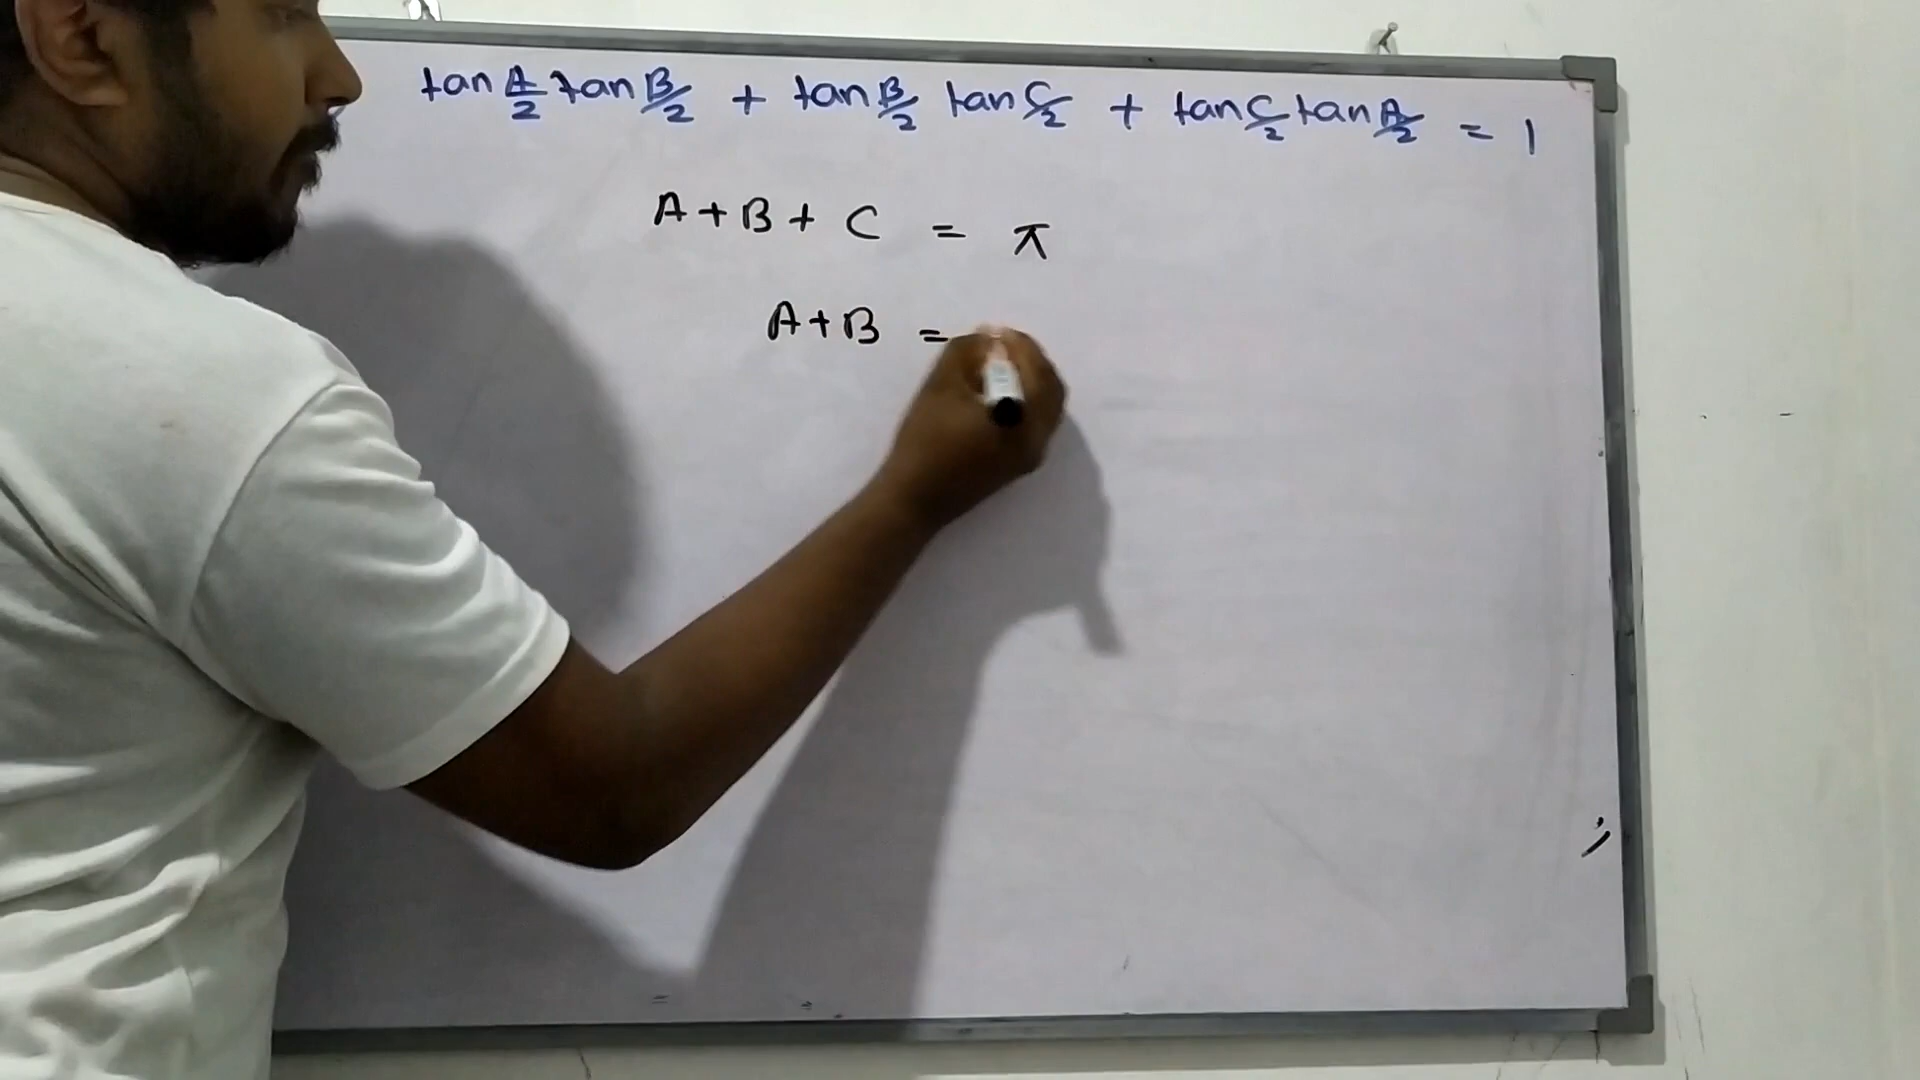 tan A/2 tan B/2 + tan B/2 tan C/2 + tan C/2 tan A/2 = 1
A + B + C = π
A + B =